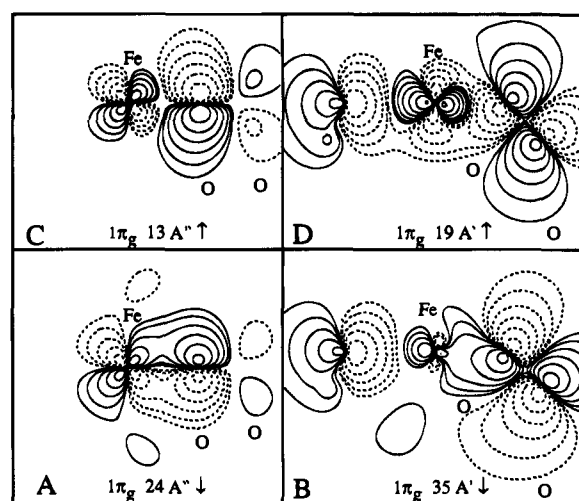 Fe
O O
C 1πg 13 A" ↑
Fe
O
D 1πg 19 A' ↑ O
Fe
O O
A 1πg 24 A" ↓
Fe
O
B 1πg 35 A' ↓ O